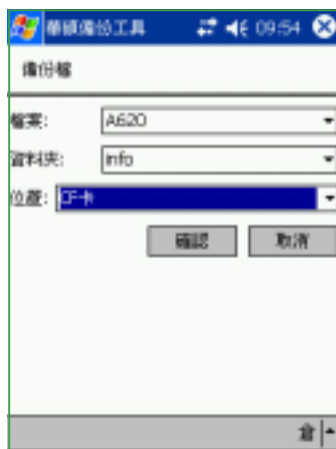 華碩備份工具 09:54
備份檔
檔案: A620
資料夾: info
位置: CF卡
確認 取消
倉